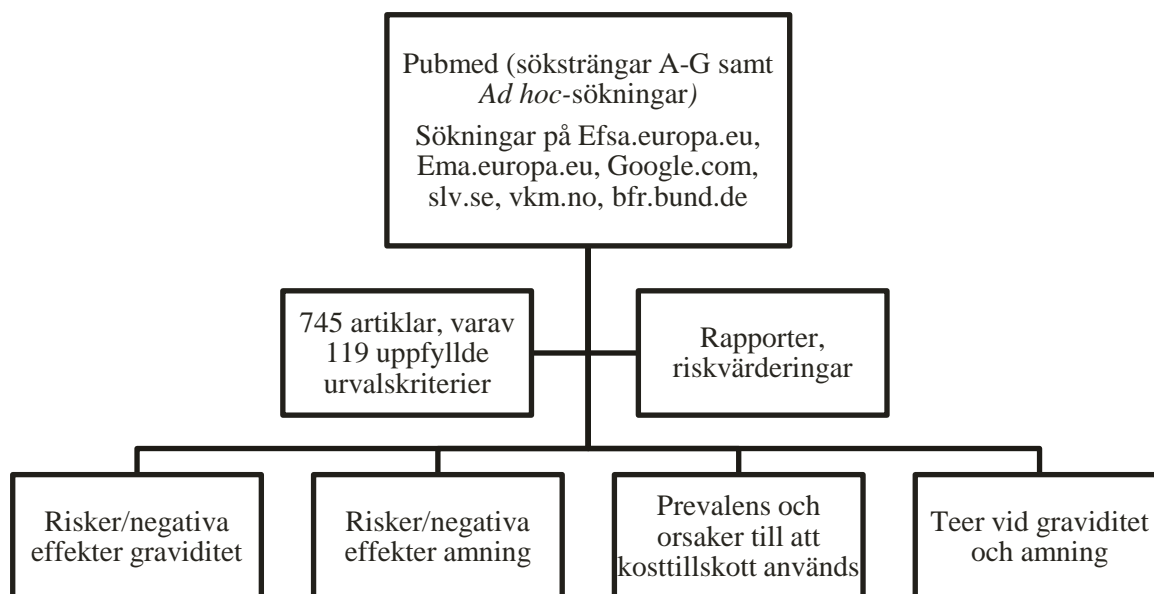 Pubmed (söksträngar A-G samt
Ad hoc-sökningar)
Sökningar på Efsa.europa.eu,
Ema.europa.eu, Google.com,
slv.se, vkm.no, bfr.bund.de
745 artiklar, varav
119 uppfyllde
urvalskriterier
Rapporter,
riskvärderingar
Risker/negativa
effekter graviditet
Risker/negativa
effekter amning
Prevalens och
orsaker till att
kosttillskott används
Teer vid graviditet
och amning